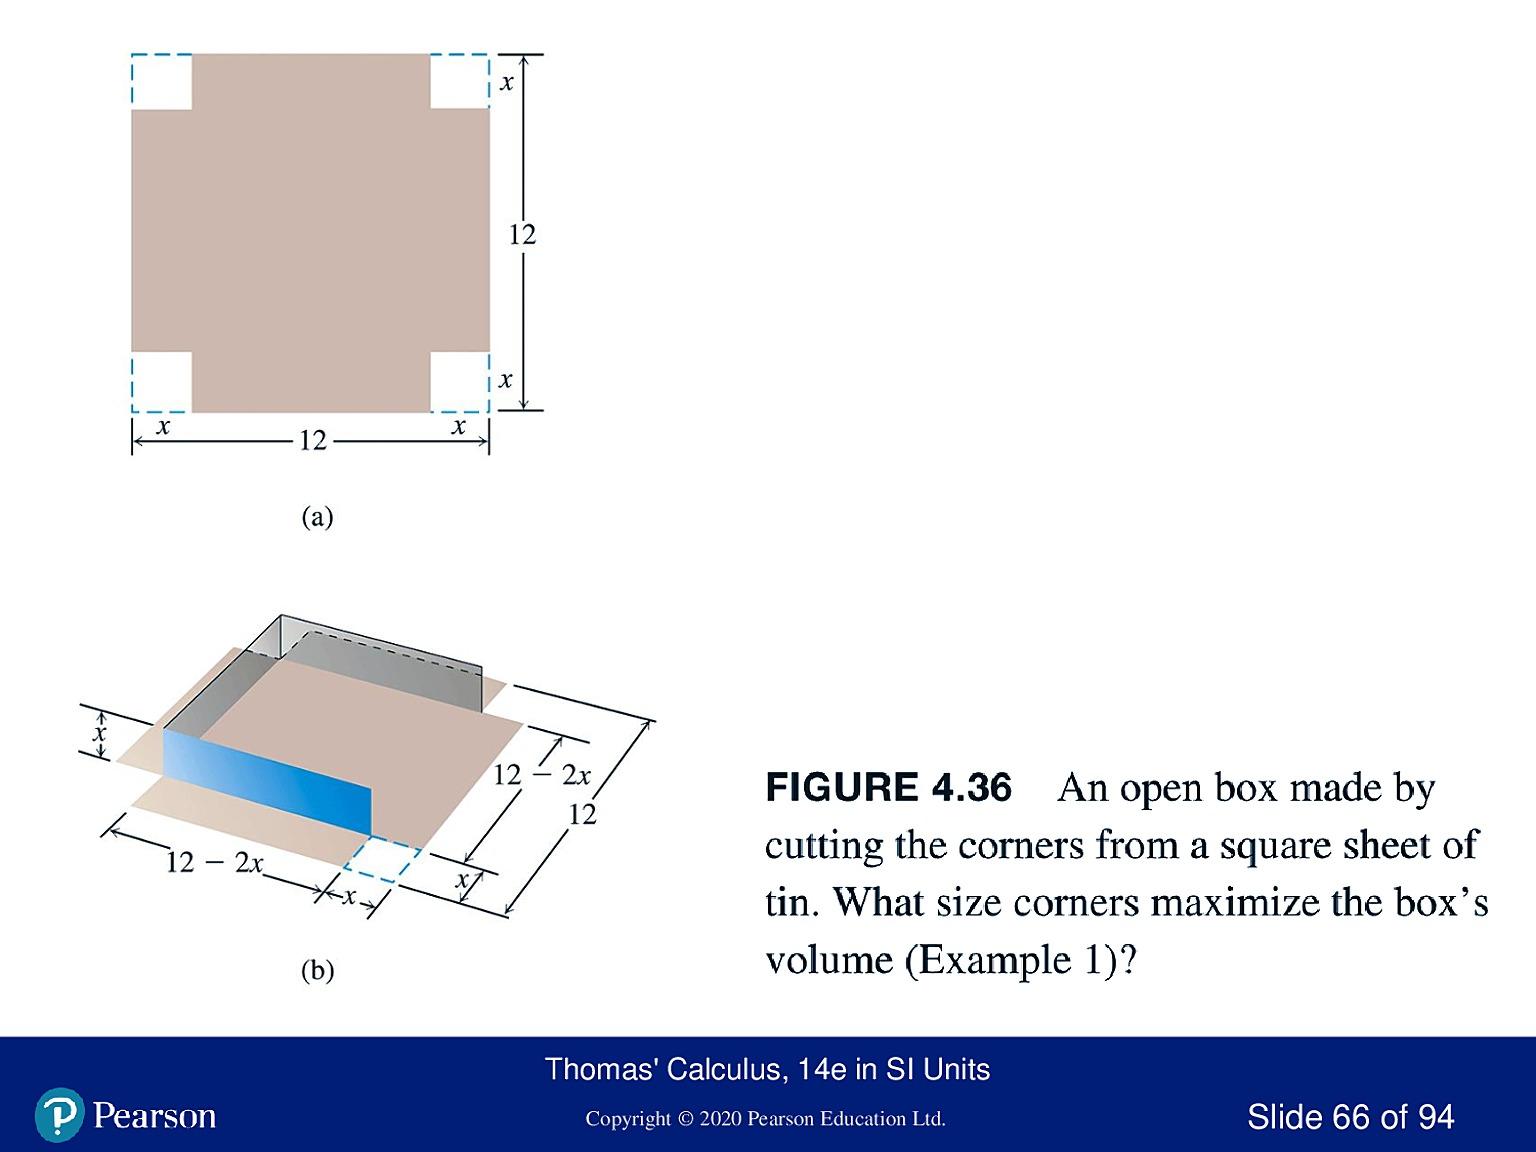 x
12
x
x 12 x
(a)
x
12 − 2x
12
12 − 2x
x
x
(b)
FIGURE 4.36 An open box made by
cutting the corners from a square sheet of
tin. What size corners maximize the box’s
volume (Example 1)?
Thomas' Calculus, 14e in SI Units
Pearson
Copyright © 2020 Pearson Education Ltd.
Slide 66 of 94